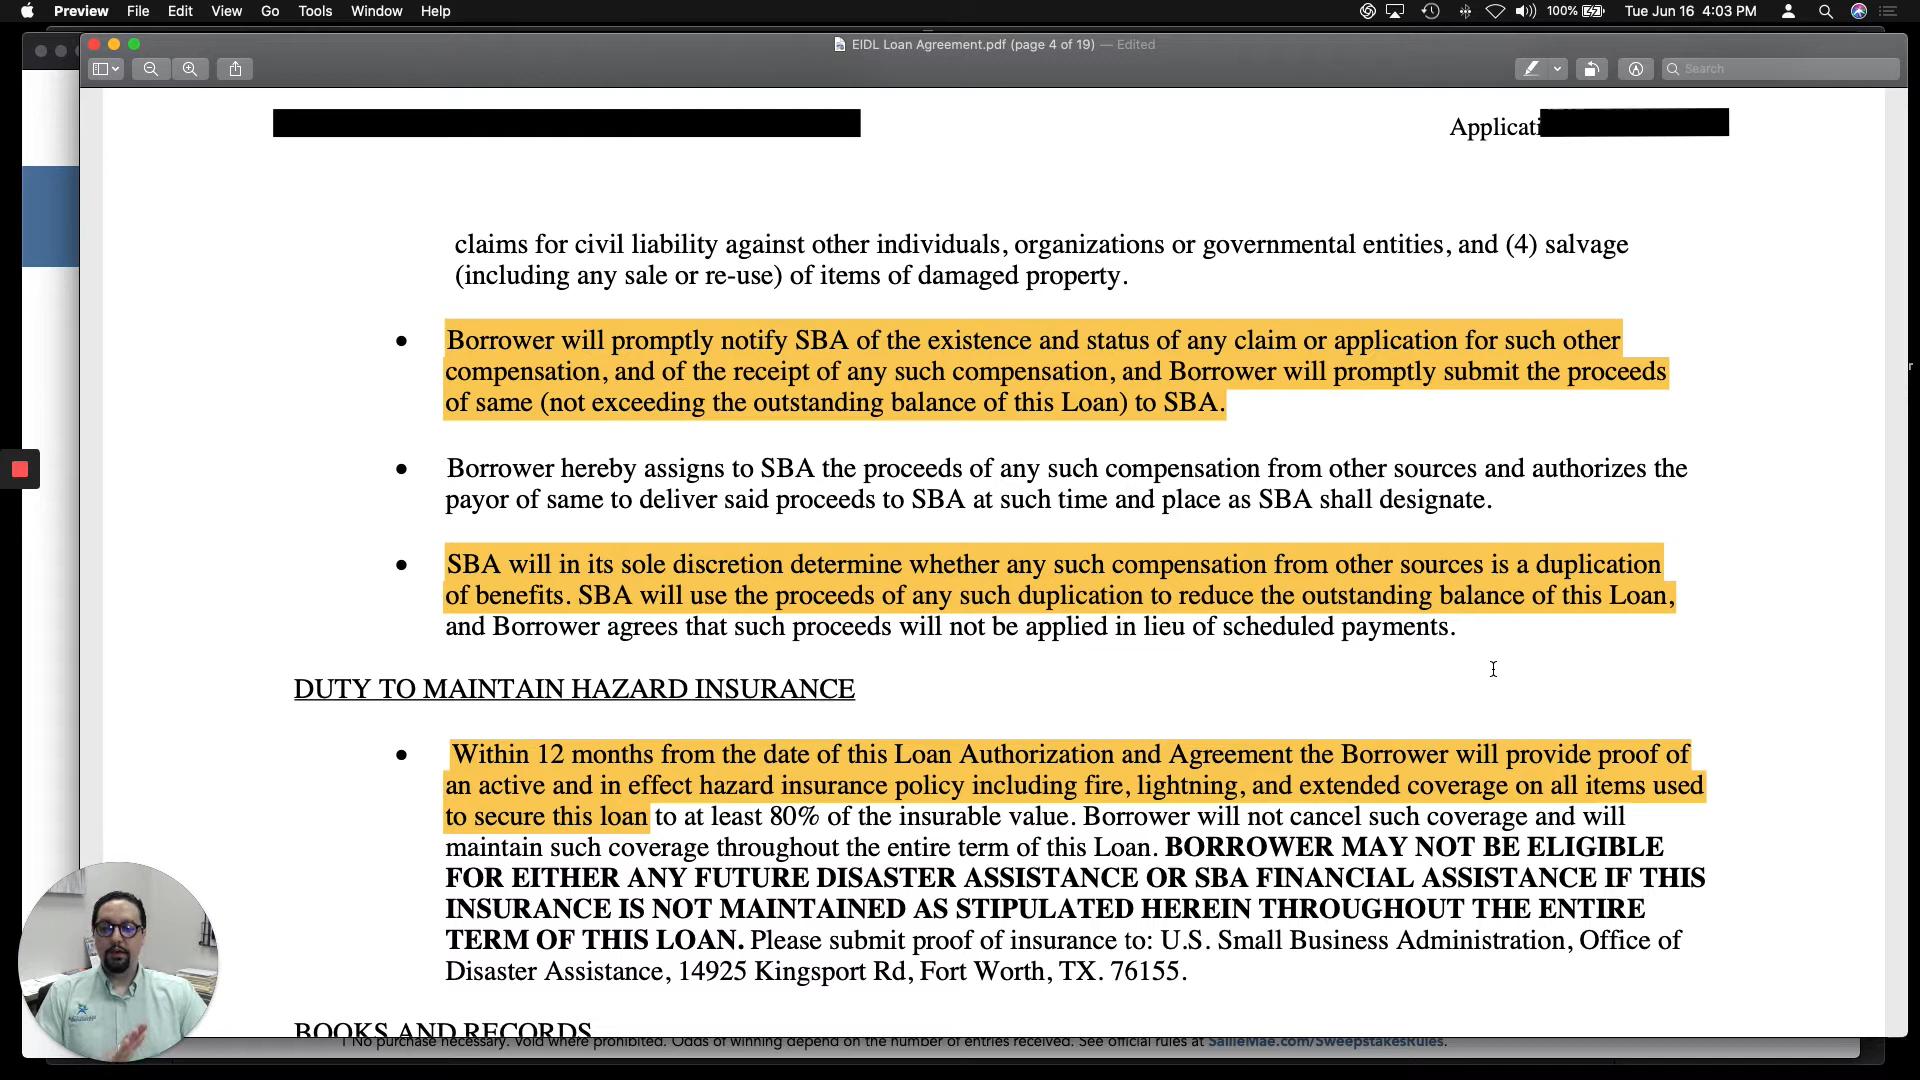 Preview File Edit View Go Tools Window Help
100% Tue Jun 16 4:03 PM
EIDL Loan Agreement.pdf (page 4 of 19) — Edited
Search
Applicati
claims for civil liability against other individuals, organizations or governmental entities, and (4) salvage
(including any sale or re-use) of items of damaged property.
• Borrower will promptly notify SBA of the existence and status of any claim or application for such other
compensation, and of the receipt of any such compensation, and Borrower will promptly submit the proceeds
of same (not exceeding the outstanding balance of this Loan) to SBA.
• Borrower hereby assigns to SBA the proceeds of any such compensation from other sources and authorizes the
payor of same to deliver said proceeds to SBA at such time and place as SBA shall designate.
• SBA will in its sole discretion determine whether any such compensation from other sources is a duplication
of benefits. SBA will use the proceeds of any such duplication to reduce the outstanding balance of this Loan,
and Borrower agrees that such proceeds will not be applied in lieu of scheduled payments.
DUTY TO MAINTAIN HAZARD INSURANCE
• Within 12 months from the date of this Loan Authorization and Agreement the Borrower will provide proof of
an active and in effect hazard insurance policy including fire, lightning, and extended coverage on all items used
to secure this loan to at least 80% of the insurable value. Borrower will not cancel such coverage and will
maintain such coverage throughout the entire term of this Loan. BORROWER MAY NOT BE ELIGIBLE
FOR EITHER ANY FUTURE DISASTER ASSISTANCE OR SBA FINANCIAL ASSISTANCE IF THIS
INSURANCE IS NOT MAINTAINED AS STIPULATED HEREIN THROUGHOUT THE ENTIRE
TERM OF THIS LOAN. Please submit proof of insurance to: U.S. Small Business Administration, Office of
Disaster Assistance, 14925 Kingsport Rd, Fort Worth, TX. 76155.
BOOKS AND RECORDS
No purchase necessary. Void where prohibited. Odds of winning depend on the number of entries received. See official rules at SallieMae.com/SweepstakesRules.